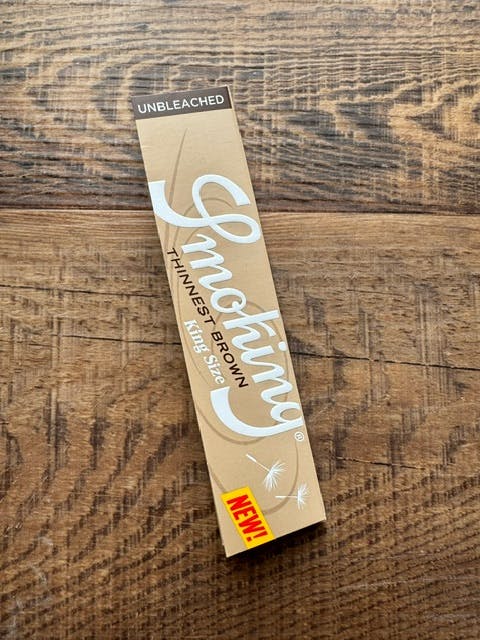 UNBLEACHED
Smoking®
THINNEST BROWN
King Size
NEW!